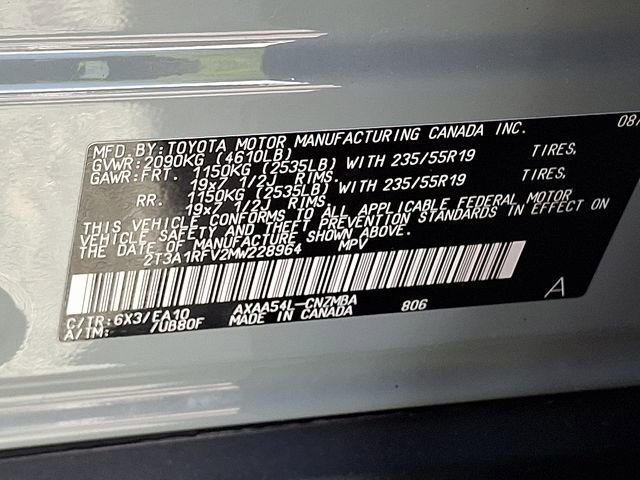 MFD.BY:TOYOTA MOTOR MANUFACTURING CANADA INC. 08/
GVWR:2090KG (4610LB)
GAWR:FRT. 1150KG (2535LB) WITH 235/55R19 TIRES,
19x7 1/2J RIMS.
RR. 1150KG (2535LB) WITH 235/55R19 TIRES,
19x7 1/2J RIMS.
THIS VEHICLE CONFORMS TO ALL APPLICABLE FEDERAL MOTOR
VEHICLE SAFETY AND THEFT PREVENTION STANDARDS IN EFFECT ON
THE DATE OF MANUFACTURE SHOWN ABOVE.
2T3A1RFV2MW228964 MPV
C/TR:6X3/EA10 AXAA54L-CNZMBA 806 A
A/TM: /UB80F MADE IN CANADA